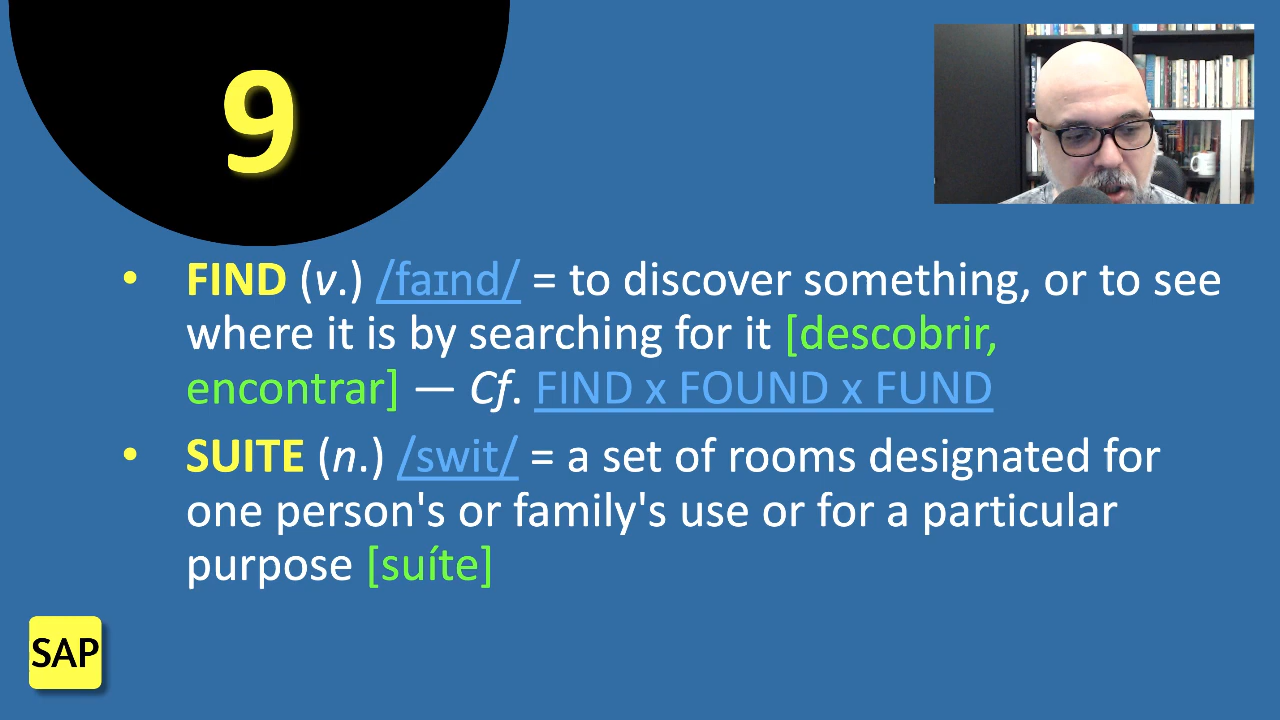 9
• FIND (v.) /faɪnd/ = to discover something, or to see
where it is by searching for it [descobrir,
encontrar] — Cf. FIND x FOUND x FUND
• SUITE (n.) /swit/ = a set of rooms designated for
one person's or family's use or for a particular
purpose [suíte]
SAP